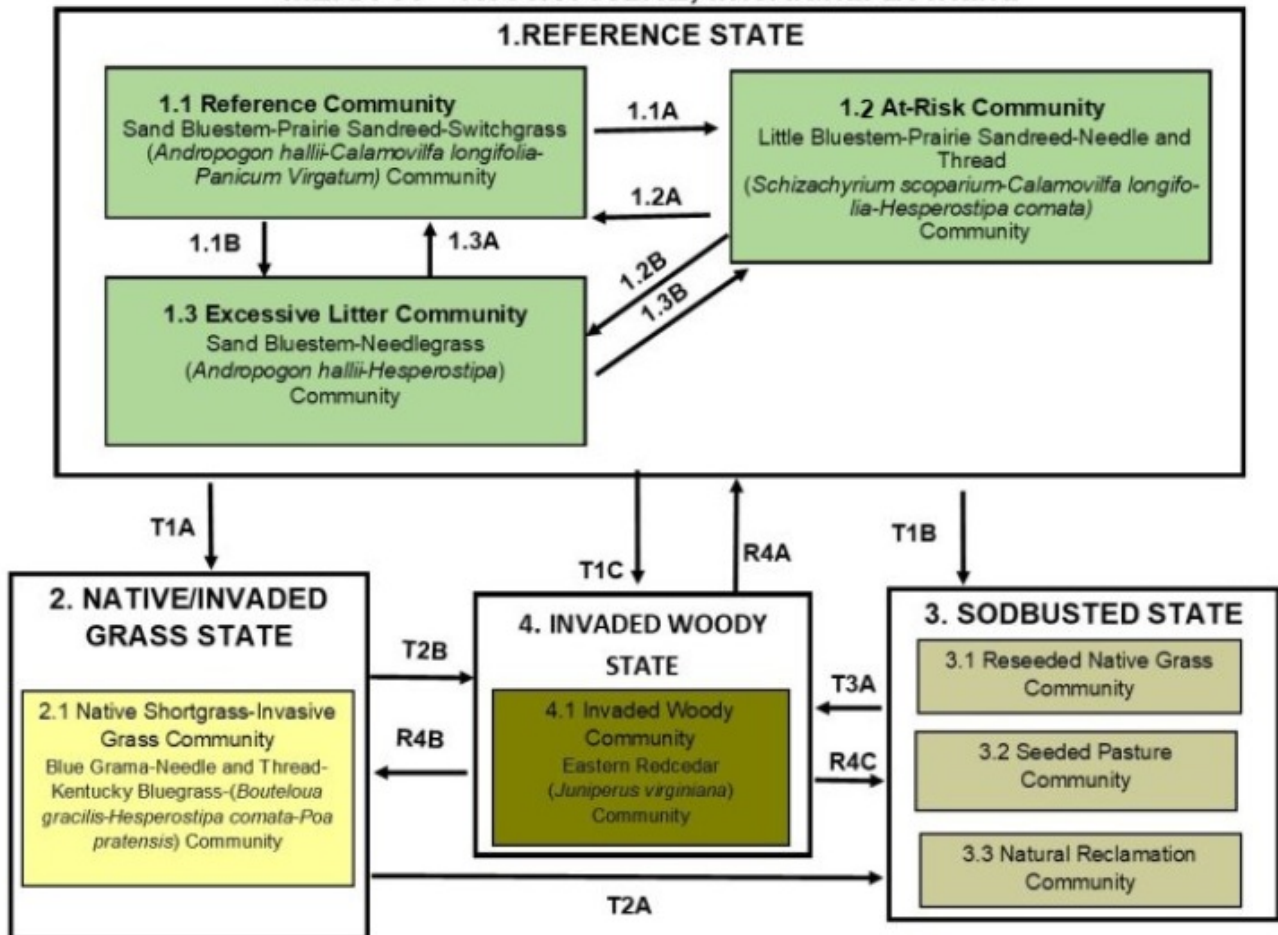 1.REFERENCE STATE
1.1 Reference Community
Sand Bluestem-Prairie Sandreed-Switchgrass
(Andropogon hallii-Calamovilfa longifolia-
Panicum Virgatum) Community
1.1A
1.2 At-Risk Community
Little Bluestem-Prairie Sandreed-Needle and
Thread
(Schizachyrium scoparium-Calamovilfa longifo-
lia-Hesperostipa comata)
Community
1.2A
1.1B
1.3A
1.2B
1.3B
1.3 Excessive Litter Community
Sand Bluestem-Needlegrass
(Andropogon hallii-Hesperostipa)
Community
T1A
T1C
R4A
T1B
2. NATIVE/INVADED
GRASS STATE
2.1 Native Shortgrass-Invasive
Grass Community
Blue Grama-Needle and Thread-
Kentucky Bluegrass-(Bouteloua
gracilis-Hesperostipa comata-Poa
pratensis) Community
T2B
R4B
4. INVADED WOODY
STATE
4.1 Invaded Woody
Community
Eastern Redcedar
(Juniperus virginiana)
Community
T3A
R4C
3. SODBUSTED STATE
3.1 Reseeded Native Grass
Community
3.2 Seeded Pasture
Community
3.3 Natural Reclamation
Community
T2A